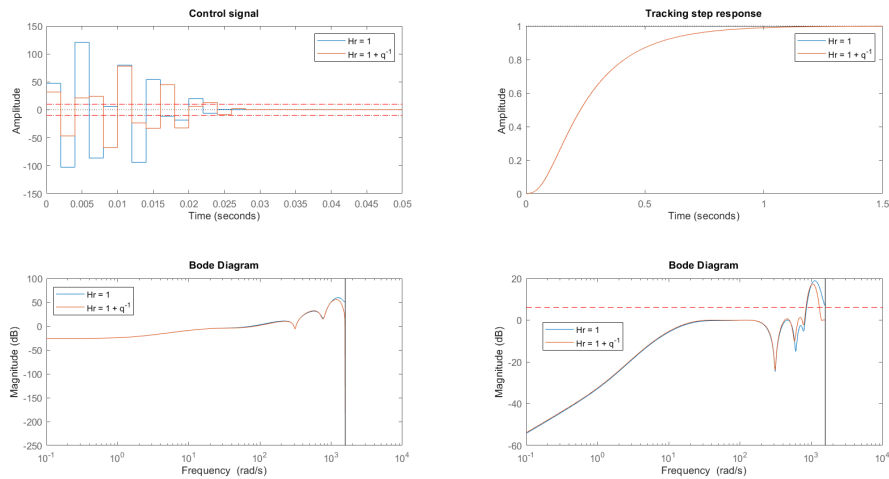 Control signal
Hr = 1
Hr = 1 + q-1
150
100
50
0
-50
-100
-150
Amplitude
0 0.005 0.01 0.015 0.02 0.025 0.03 0.035 0.04 0.045 0.05
Time (seconds)
Tracking step response
Hr = 1
Hr = 1 + q-1
1
0.8
0.6
0.4
0.2
0
Amplitude
0 0.5 1 1.5
Time (seconds)
Bode Diagram
Hr = 1
Hr = 1 + q-1
100
50
0
-50
-100
-150
-200
-250
Magnitude (dB)
10-1 100 101 102 103 104
Frequency (rad/s)
Bode Diagram
Hr = 1
Hr = 1 + q-1
20
0
-20
-40
-60
Magnitude (dB)
10-1 100 101 102 103 104
Frequency (rad/s)